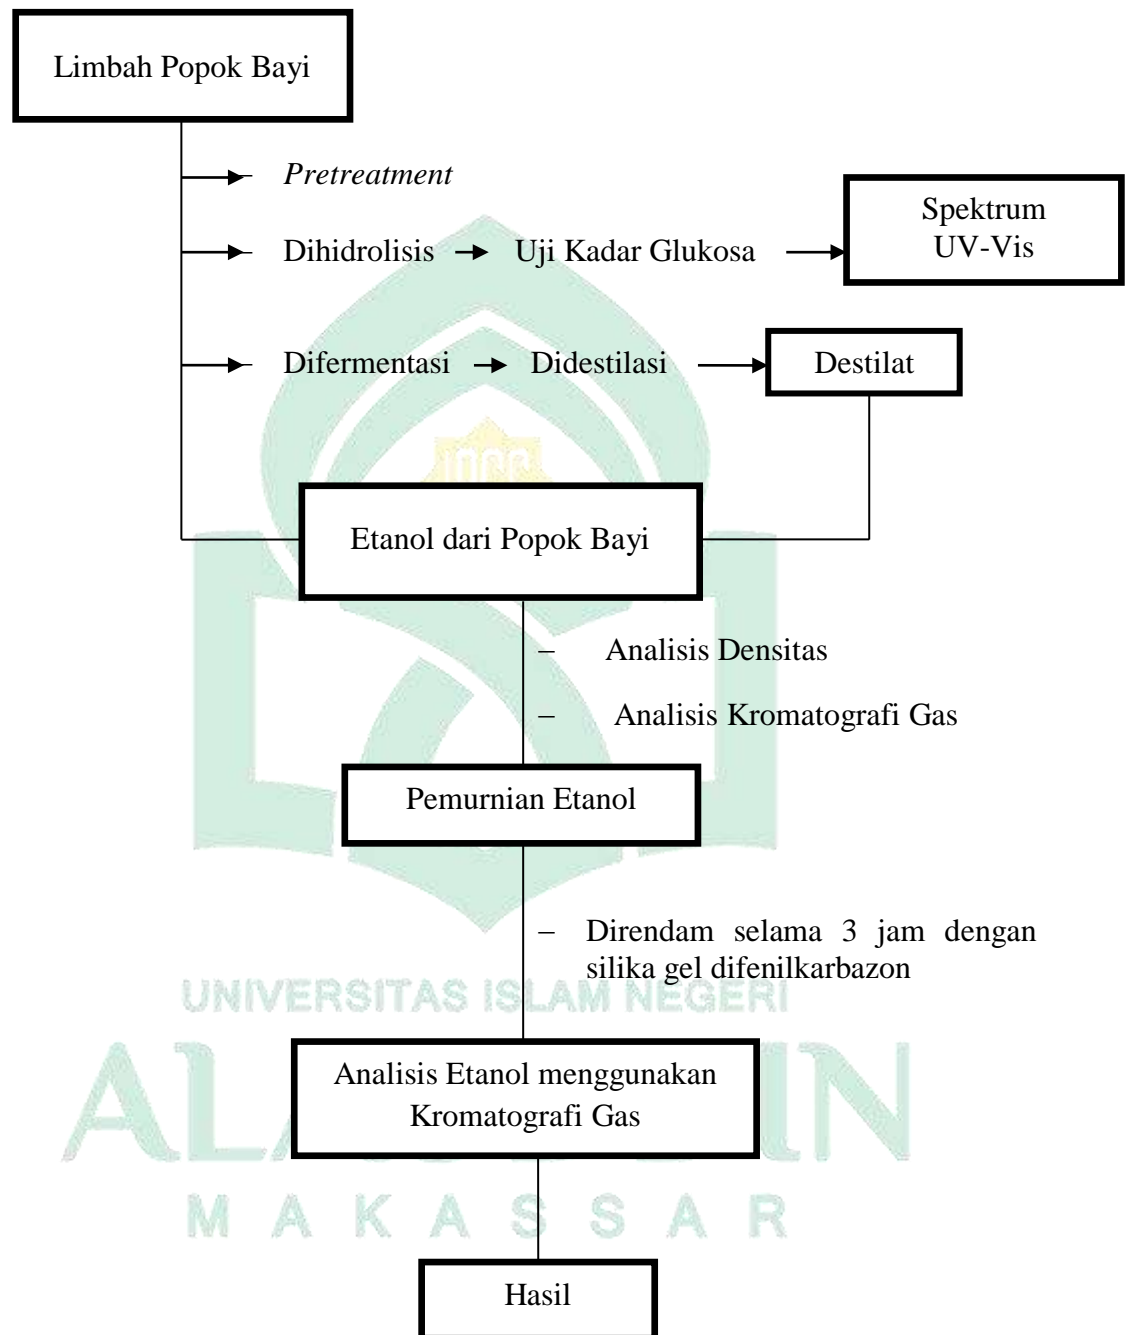 Limbah Popok Bayi
Pretreatment
Spektrum
UV-Vis
Dihidrolisis
Uji Kadar Glukosa
Difermentasi
Didestilasi
Destilat
Etanol dari Popok Bayi
– Analisis Densitas
– Analisis Kromatografi Gas
Pemurnian Etanol
– Direndam selama 3 jam dengan
silika gel difenilkarbazon
UNIVERSITAS ISLAM NEGERI
Analisis Etanol menggunakan
Kromatografi Gas
MAKASSAR
Hasil